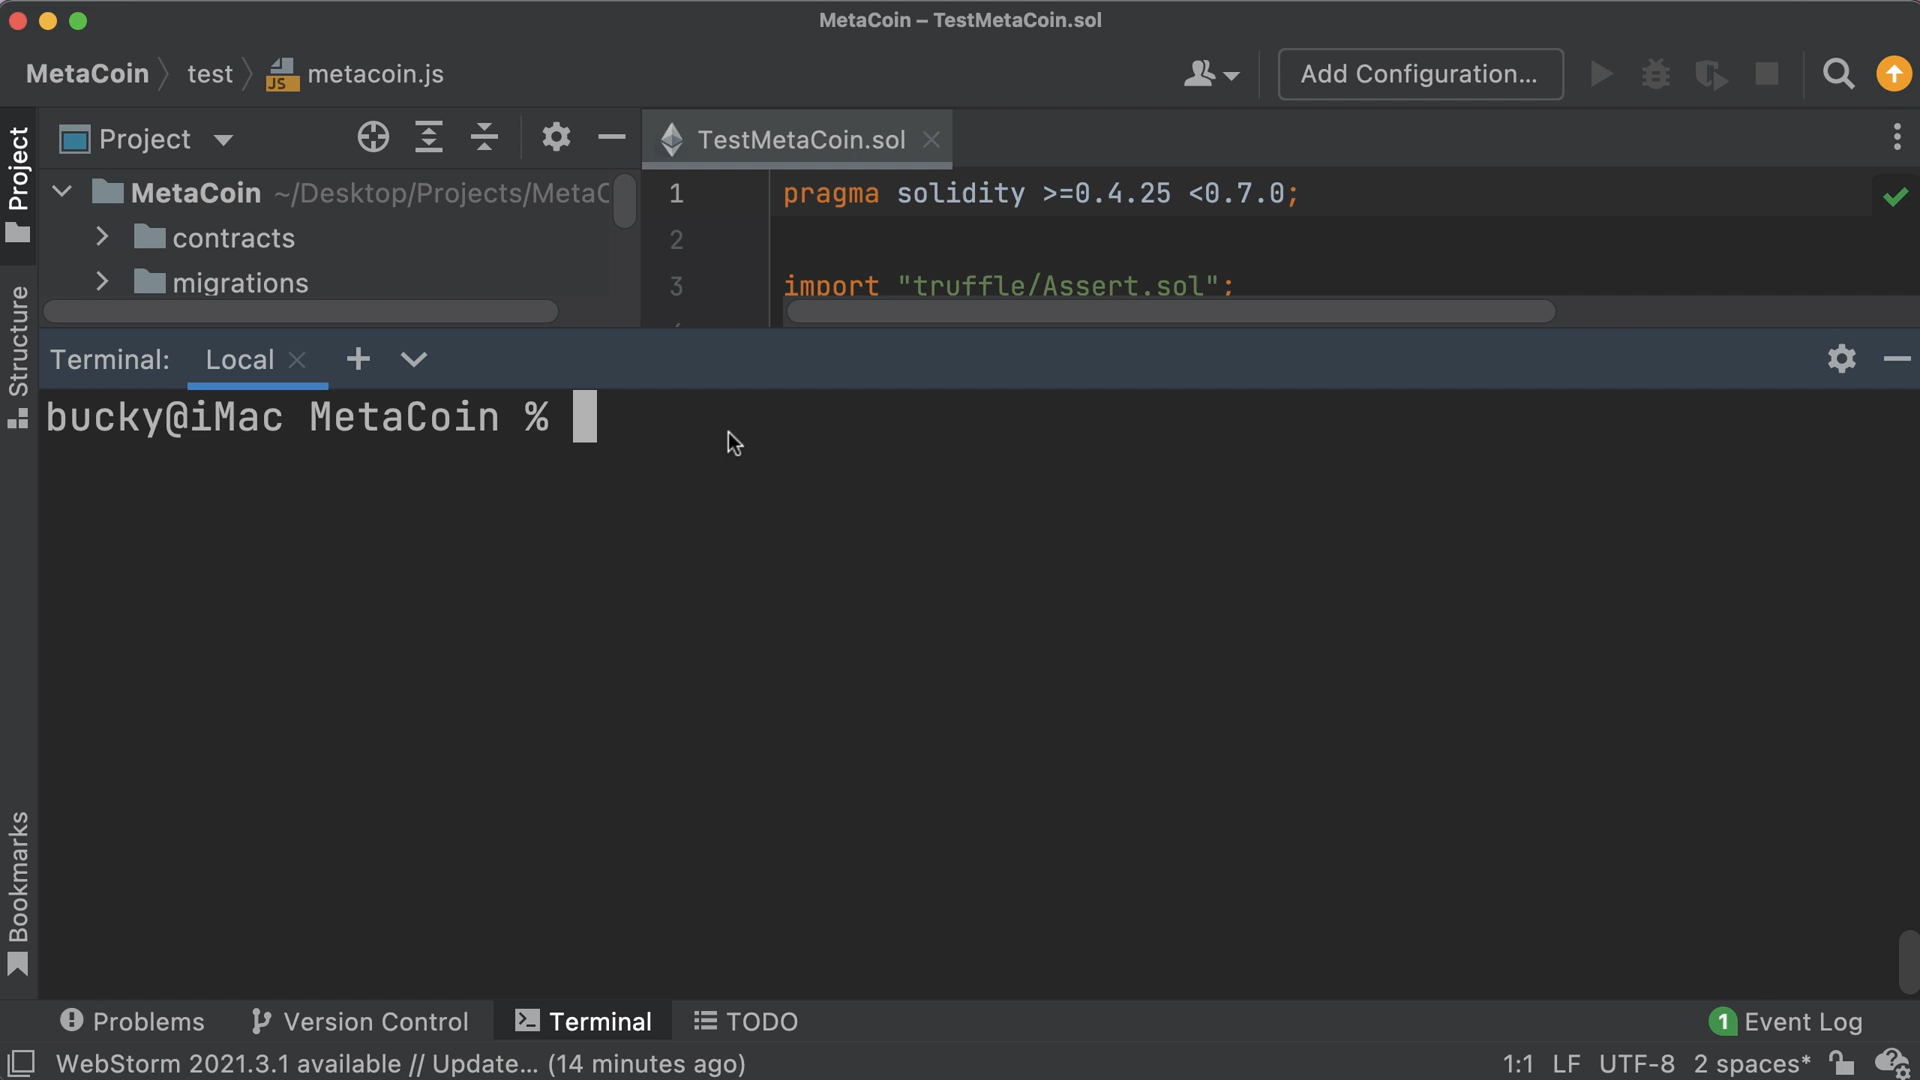 MetaCoin – TestMetaCoin.sol
MetaCoin test JS metacoin.js Add Configuration...
Project
Project TestMetaCoin.sol
MetaCoin ~/Desktop/Projects/MetaC
contracts
migrations
1 pragma solidity >=0.4.25 <0.7.0;
2
3 import "truffle/Assert.sol";
Structure
Terminal: Local
bucky@iMac MetaCoin %
Bookmarks
Problems Version Control Terminal TODO 1 Event Log
WebStorm 2021.3.1 available // Update... (14 minutes ago) 1:1 LF UTF-8 2 spaces*